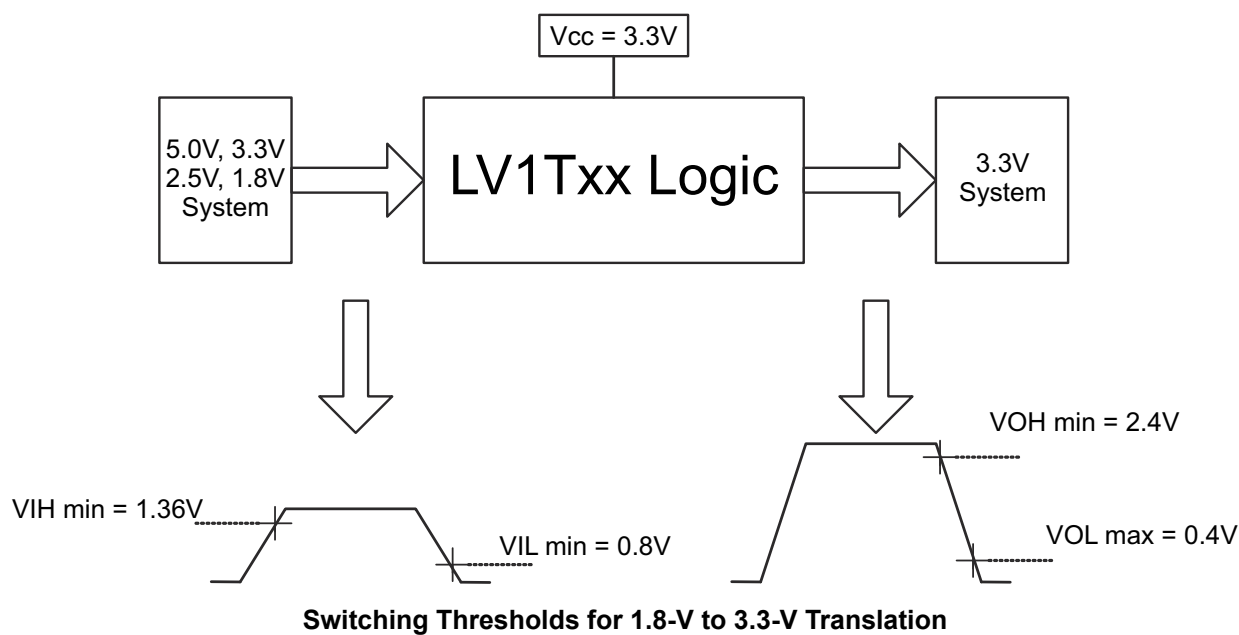 Vcc = 3.3V
5.0V, 3.3V
2.5V, 1.8V
System
LV1Txx Logic
3.3V
System
VOH min = 2.4V
VIH min = 1.36V
VIL min = 0.8V
VOL max = 0.4V
Switching Thresholds for 1.8-V to 3.3-V Translation